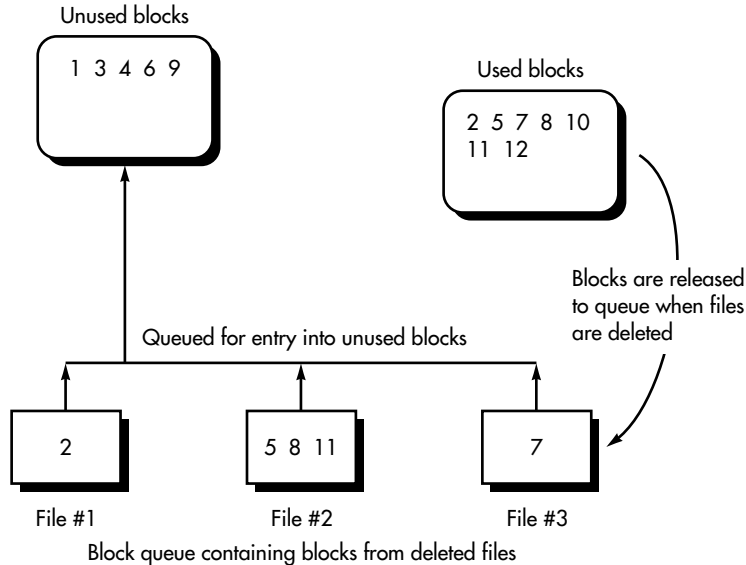 Unused blocks
1 3 4 6 9
Used blocks
2 5 7 8 10
11 12
Blocks are released
to queue when files
are deleted
Queued for entry into unused blocks
2
5 8 11
7
File #1
File #2
File #3
Block queue containing blocks from deleted files